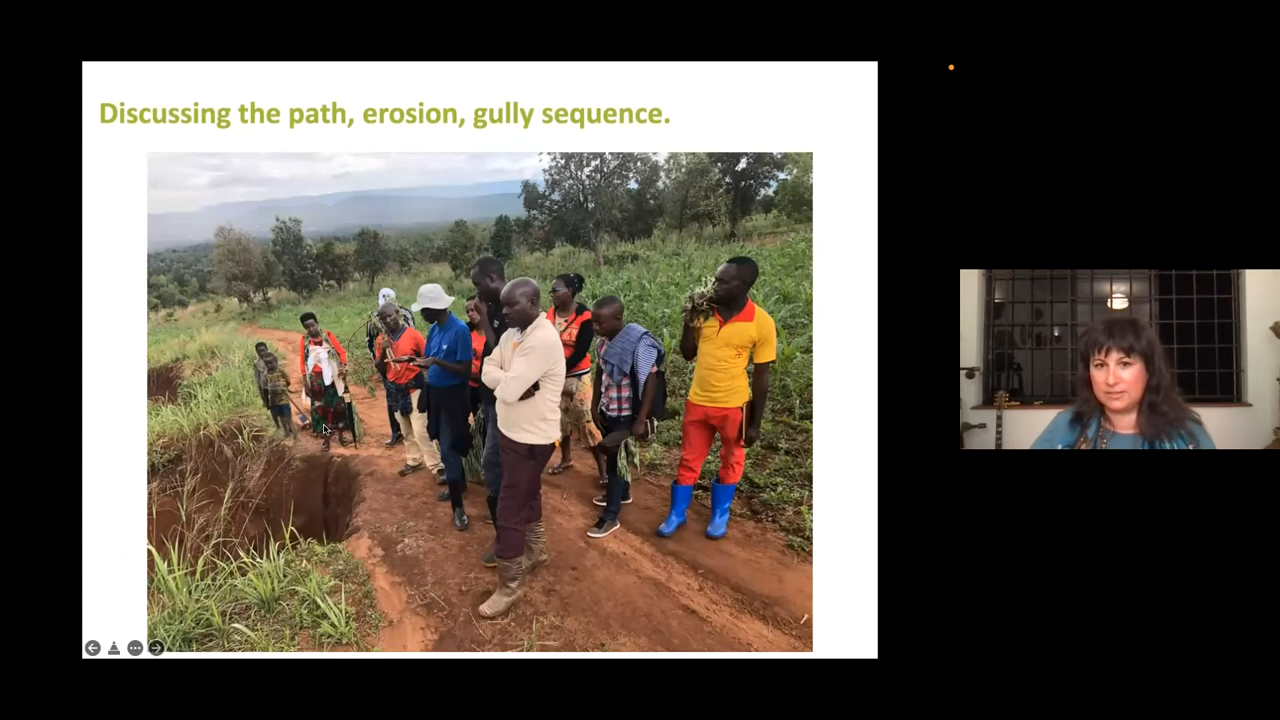 Discussing the path, erosion, gully sequence.